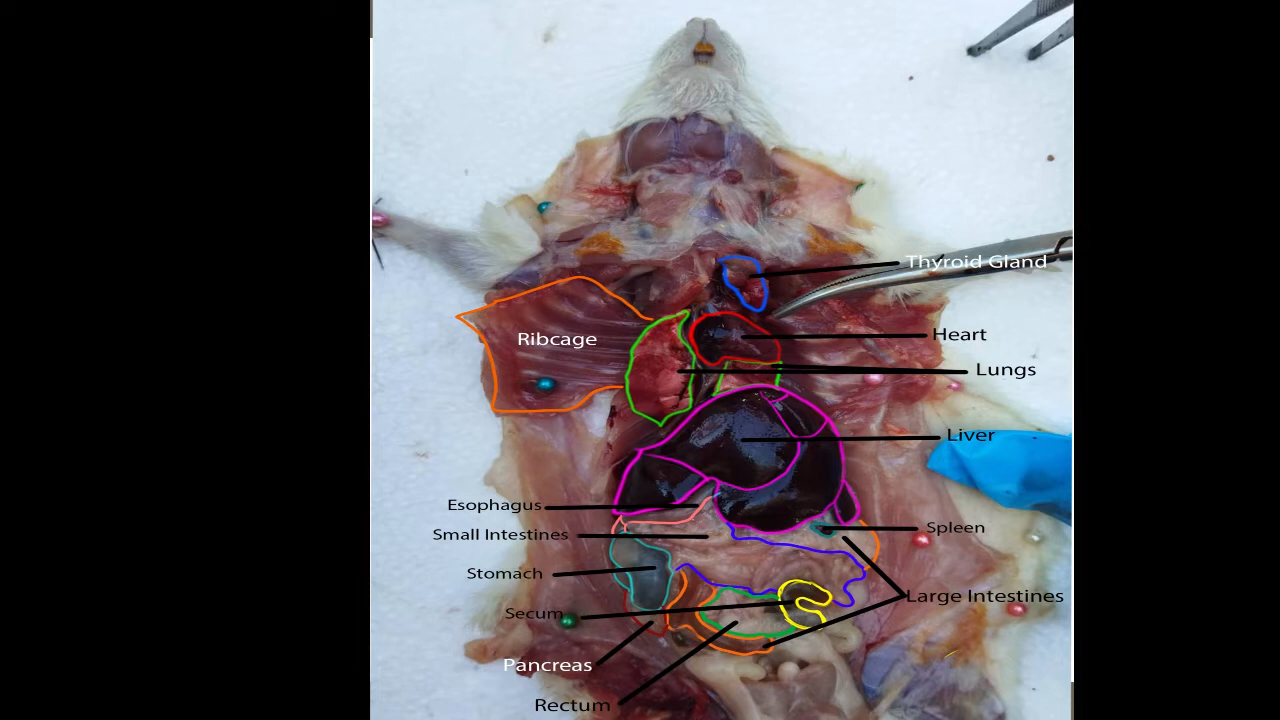 Thyroid Gland
Ribcage
Heart
Lungs
Liver
Esophagus
Spleen
Small Intestines
Stomach
Large Intestines
Secum
Pancreas
Rectum